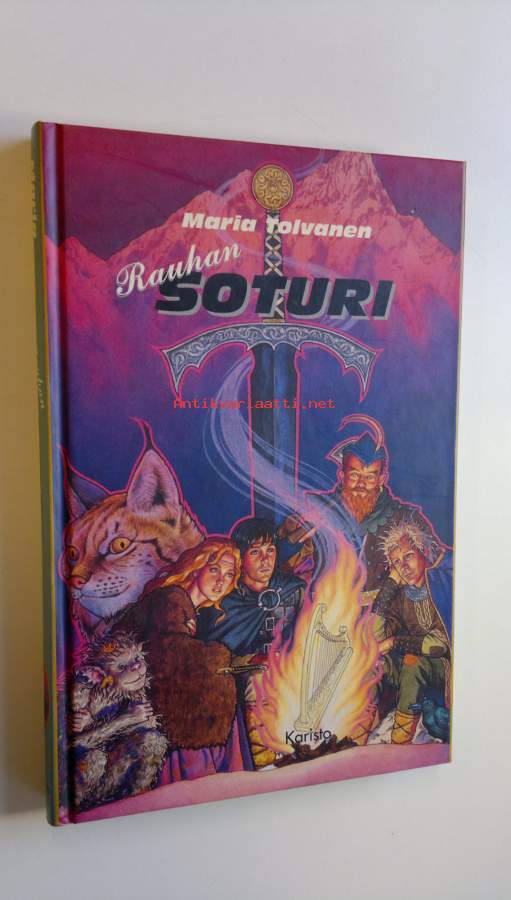 Maria Tolvanen
Rauhan
SOTURI
Antikvariaatti.net
Karisto